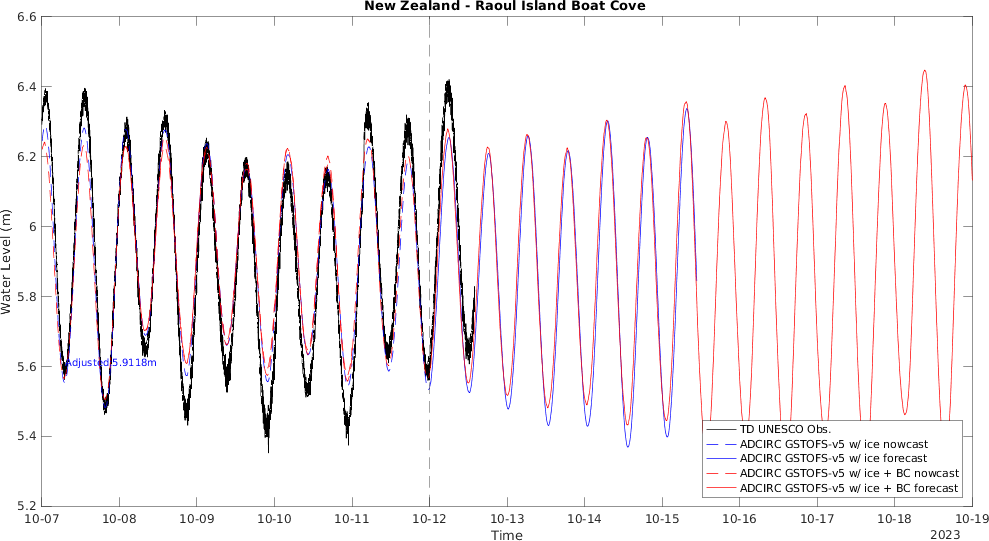 New Zealand - Raoul Island Boat Cove
6.6
6.4
6.2
6
5.8
5.6
5.4
5.2
Water Level (m)
Adjusted 5.9118m
TD UNESCO Obs.
ADCIRC GSTOFS-v5 w/ ice nowcast
ADCIRC GSTOFS-v5 w/ ice forecast
ADCIRC GSTOFS-v5 w/ ice + BC nowcast
ADCIRC GSTOFS-v5 w/ ice + BC forecast
10-07 10-08 10-09 10-10 10-11 10-12 10-13 10-14 10-15 10-16 10-17 10-18 10-19
Time
2023